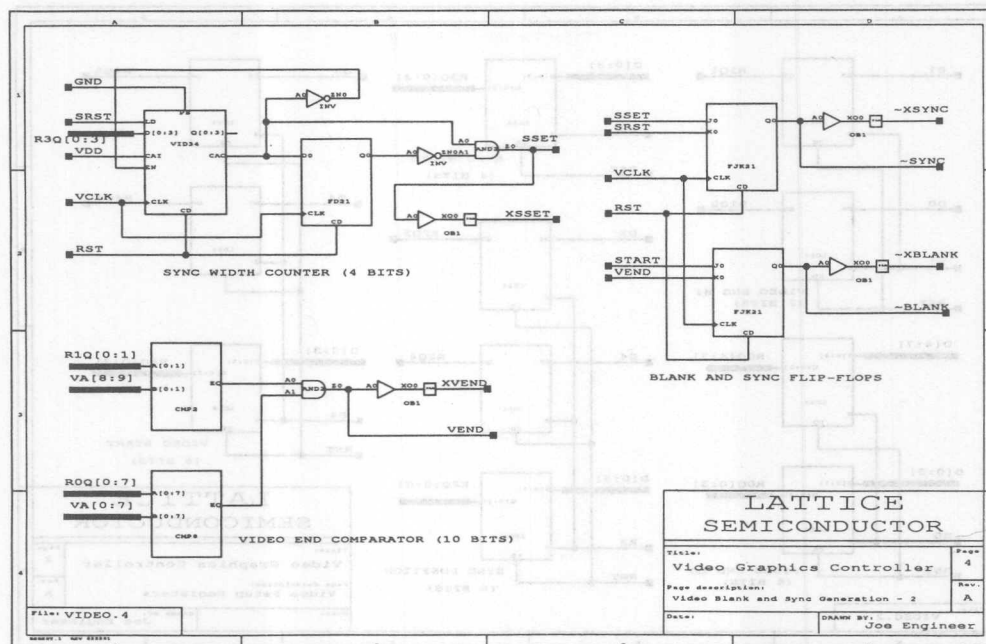 A B C D
GND
SRST
R3Q[0:3]
VDD
VCLK
RST
LD
D[0:3] Q[0:3]
VID34
CAI CAO
EN
CLK
CD
A0 ZN0
INV
D0 Q0
FD21
CLK
CD
A0 ZN0
INV
A0
A1
AND2
Z0
SSET
A0 XO0 XSSET
OB1
SYNC WIDTH COUNTER (4 BITS)
SSET
SRST
VCLK
RST
J0 Q0
K0
FJK21
CLK
CD
A0 XO0
OB1
~XSYNC
~SYNC
START
VEND
J0 Q0
K0
FJK21
CLK
CD
A0 XO0
OB1
~XBLANK
~BLANK
BLANK AND SYNC FLIP-FLOPS
R1Q[0:1]
VA[8:9]
A[0:1]
B[0:1]
EQ
CMP2
A0
A1
AND2
Z0
A0 XO0 XVEND
OB1
VEND
R0Q[0:7]
VA[0:7]
A[0:7]
B[0:7]
EQ
CMP8
VIDEO END COMPARATOR (10 BITS)
1
2
3
4
LATTICE
SEMICONDUCTOR
Title:
Video Graphics Controller
Page
4
Page description:
Video Blank and Sync Generation - 2
Rev.
A
Date:
DRAWN BY:
Joe Engineer
File: VIDEO.4